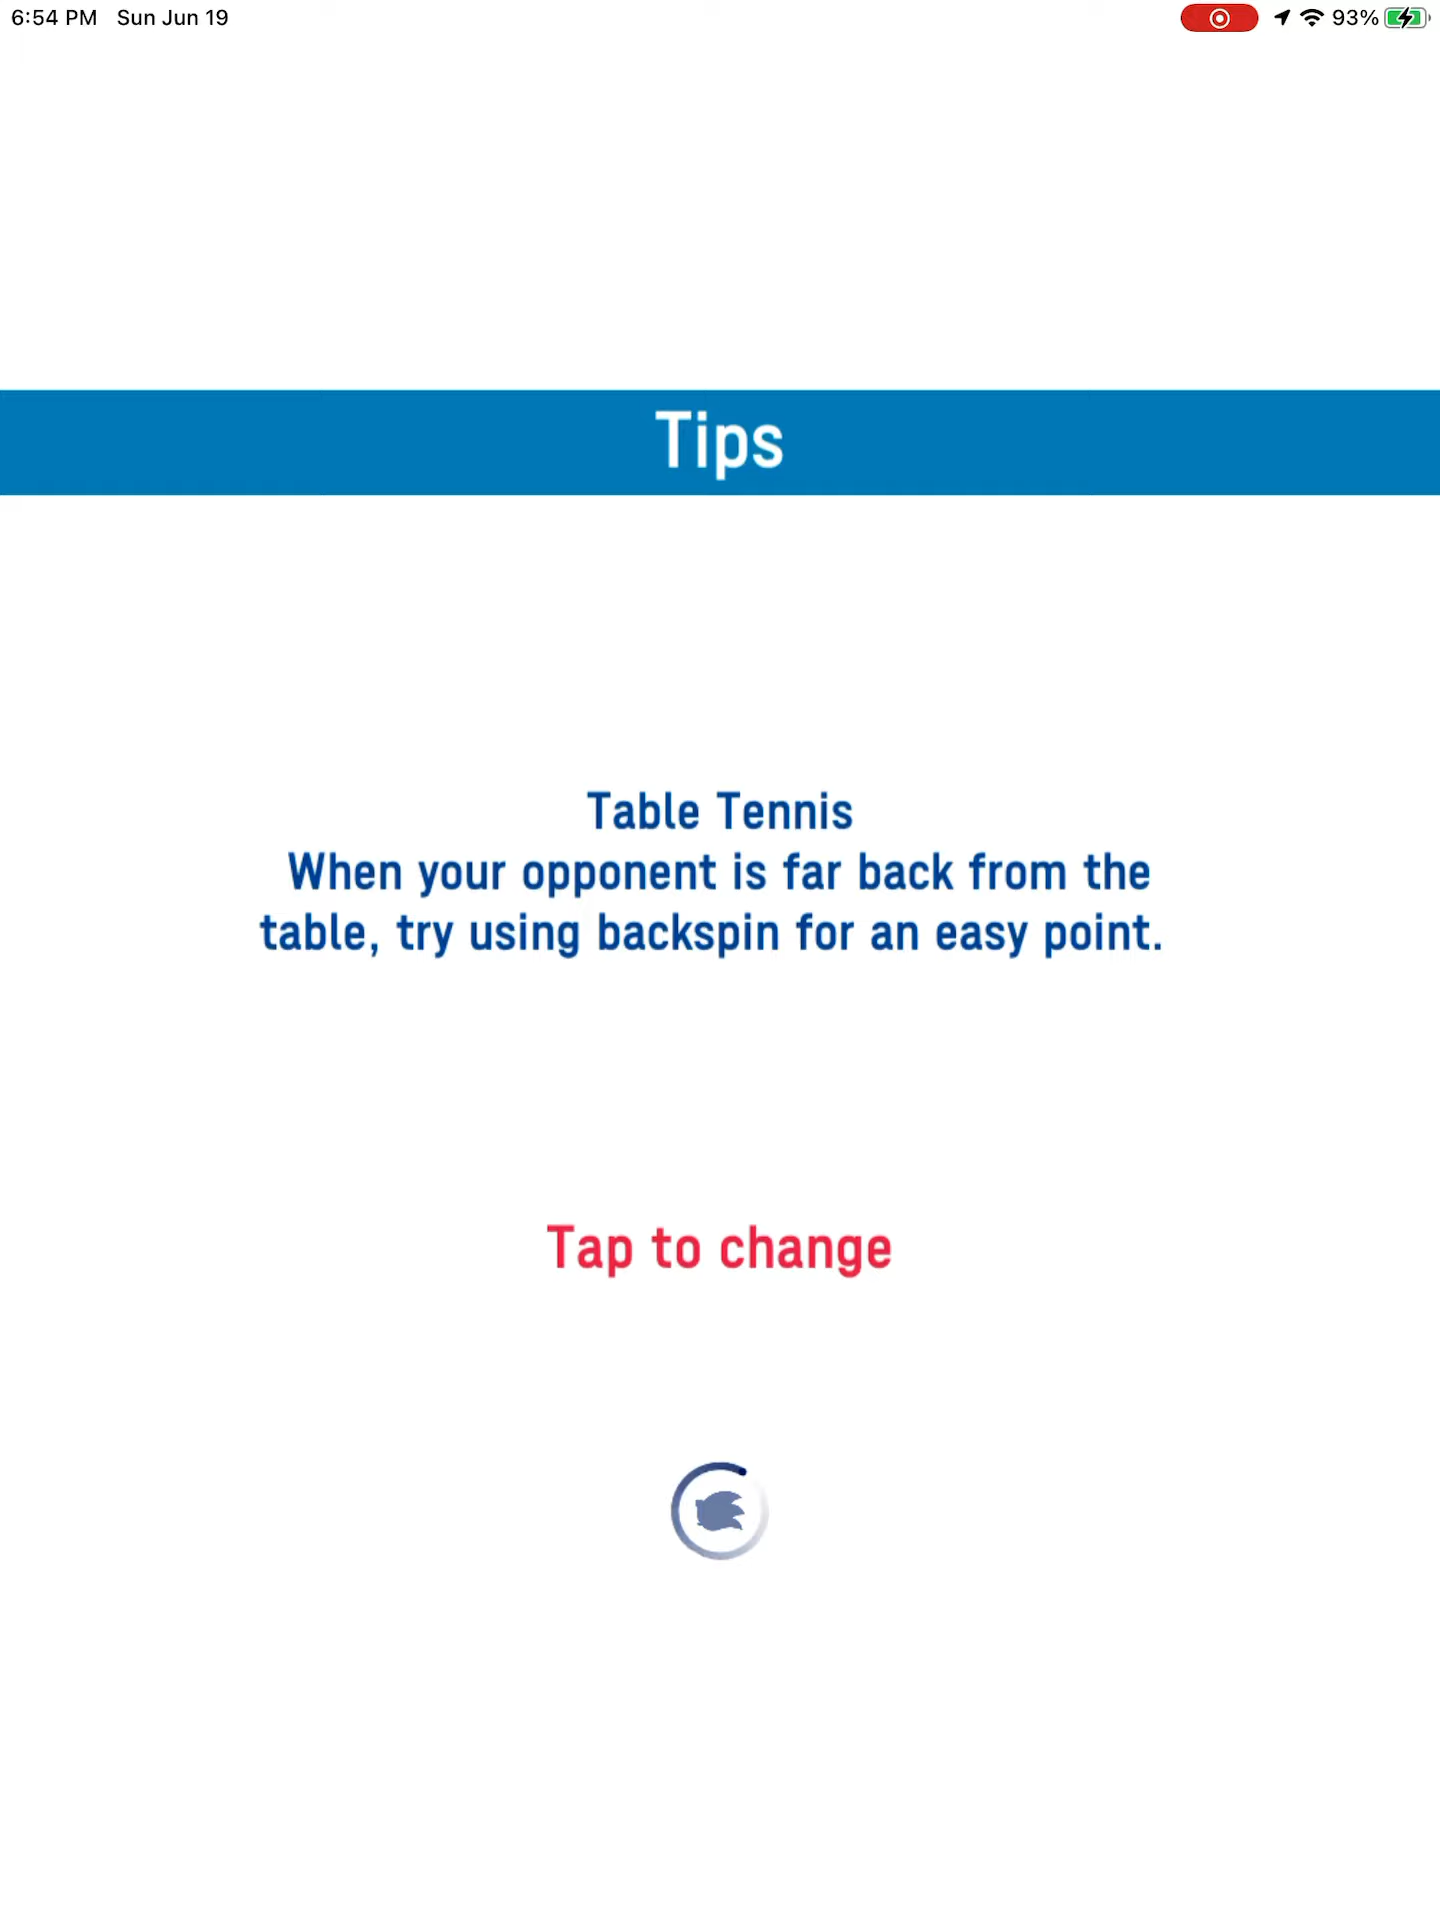 6:54 PM Sun Jun 19 93%
Tips
Table Tennis
When your opponent is far back from the
table, try using backspin for an easy point.
Tap to change